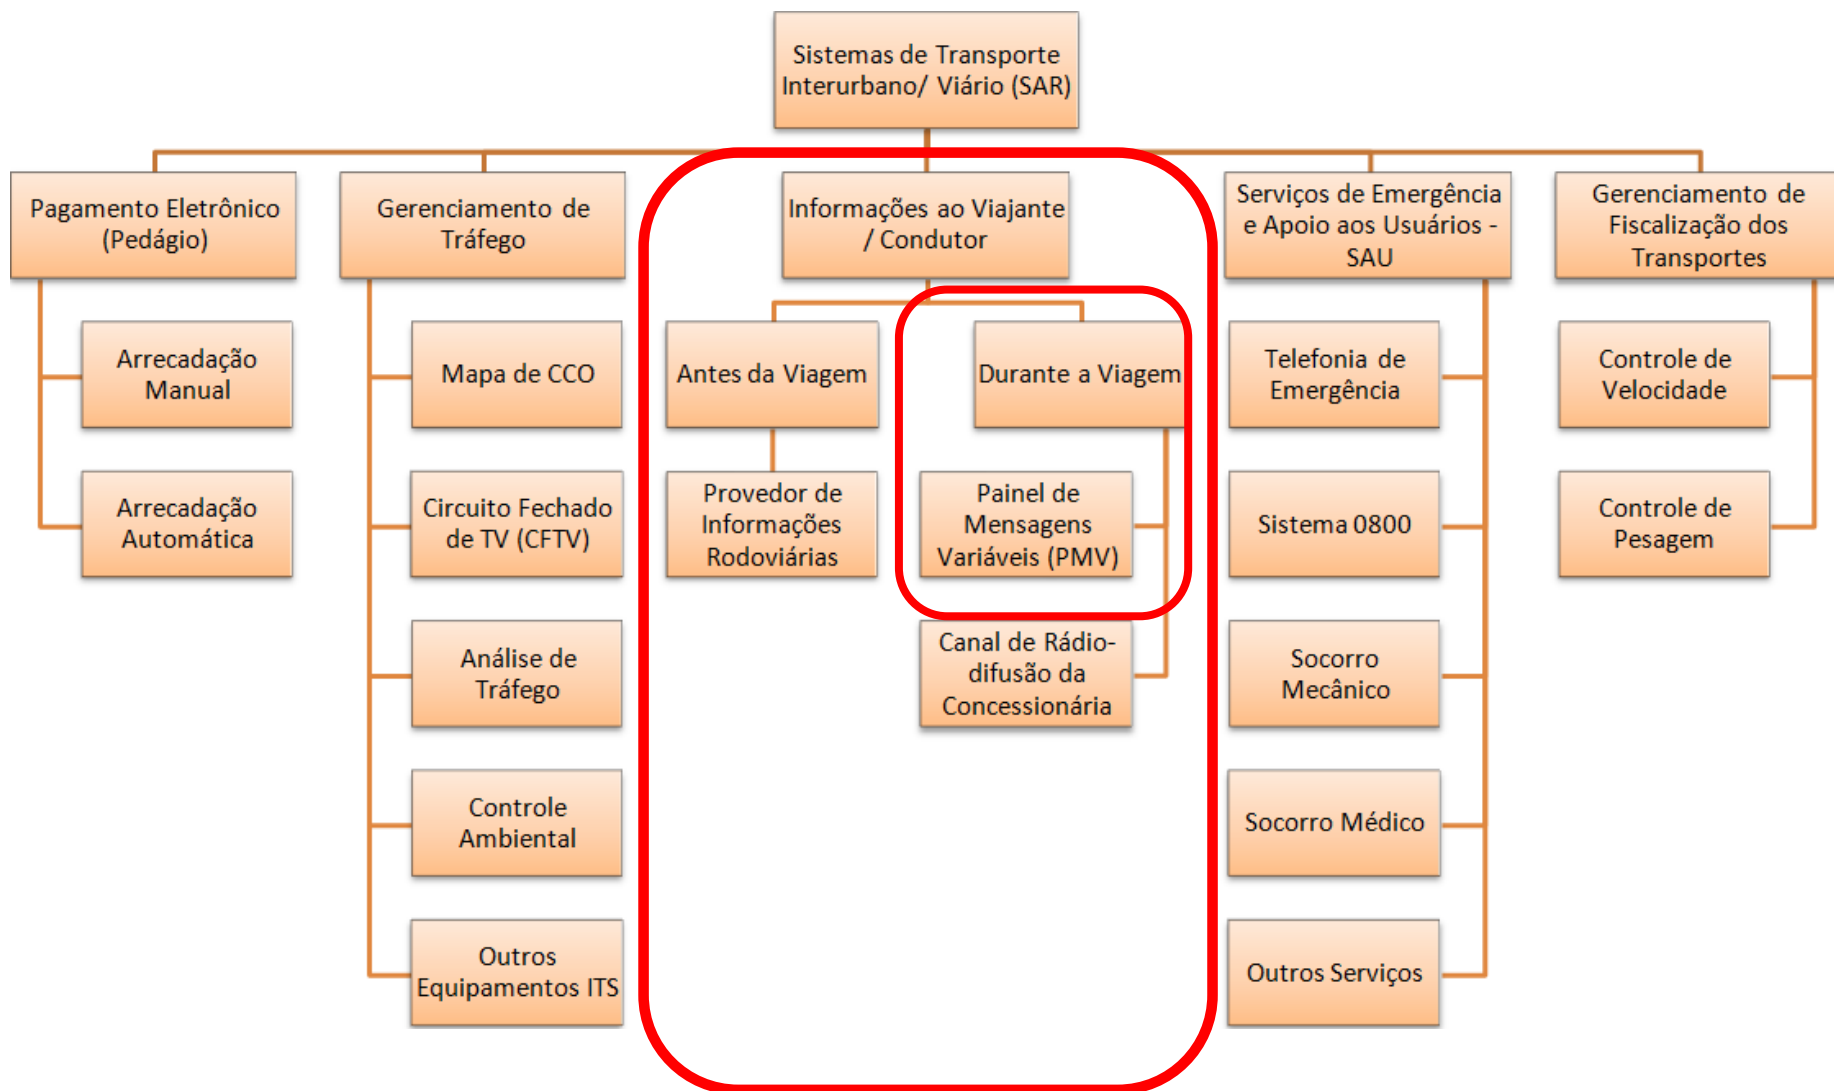 Sistemas de Transporte
Interurbano/ Viário (SAR)
Pagamento Eletrônico
(Pedágio)
Arrecadação
Manual
Arrecadação
Automática
Gerenciamento de
Tráfego
Mapa de CCO
Circuito Fechado
de TV (CFTV)
Análise de
Tráfego
Controle
Ambiental
Outros
Equipamentos ITS
Informações ao Viajante
/ Condutor
Antes da Viagem
Provedor de
Informações
Rodoviárias
Durante a Viagem
Painel de
Mensagens
Variáveis (PMV)
Canal de Rádio-
difusão da
Concessionária
Serviços de Emergência
e Apoio aos Usuários -
SAU
Telefonia de
Emergência
Sistema 0800
Socorro
Mecânico
Socorro Médico
Outros Serviços
Gerenciamento de
Fiscalização dos
Transportes
Controle de
Velocidade
Controle de
Pesagem